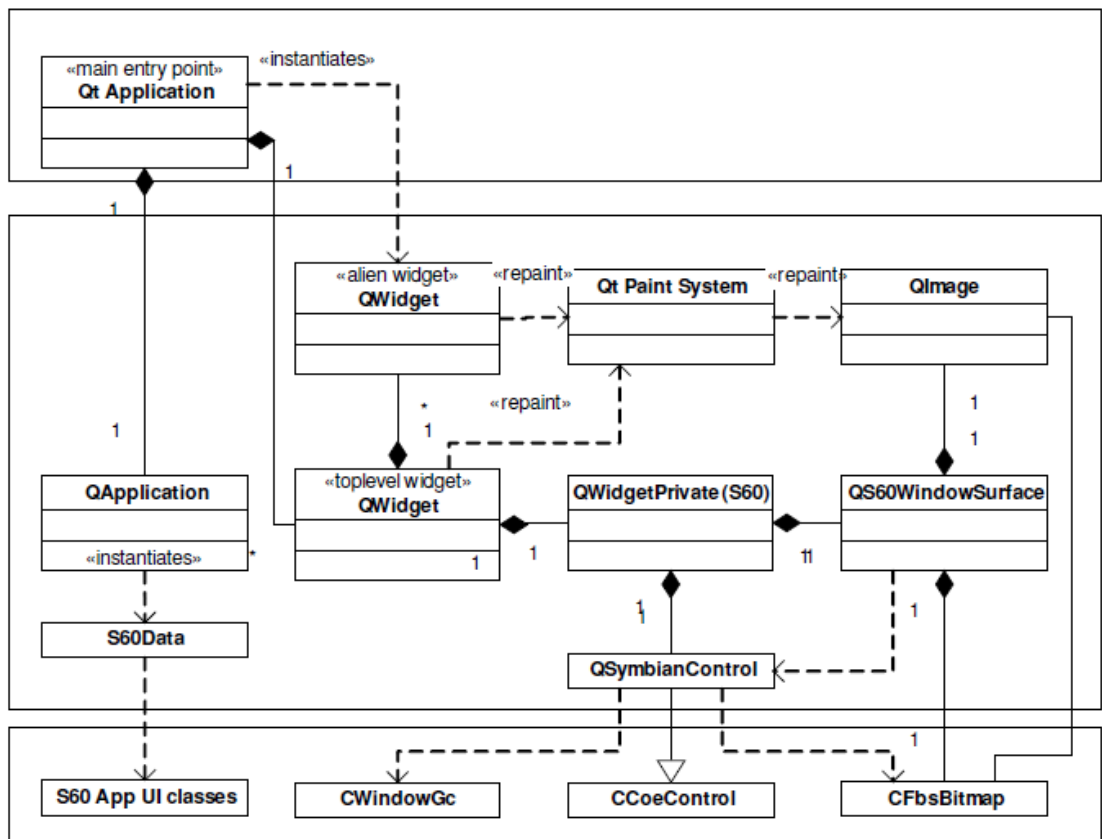 «instantiates»
«main entry point»
Qt Application
1
1
«alien widget»
QWidget
«repaint»
Qt Paint System
«repaint»
QImage
*
1
«repaint»
1
1
1
QApplication
«instantiates»
*
«toplevel widget»
QWidget
1
1
QWidgetPrivate(S60)
11
QS60WindowSurface
1
1
1
S60Data
QSymbianControl
1
S60 App UI classes
CWindowGc
CCoeControl
CFbsBitmap